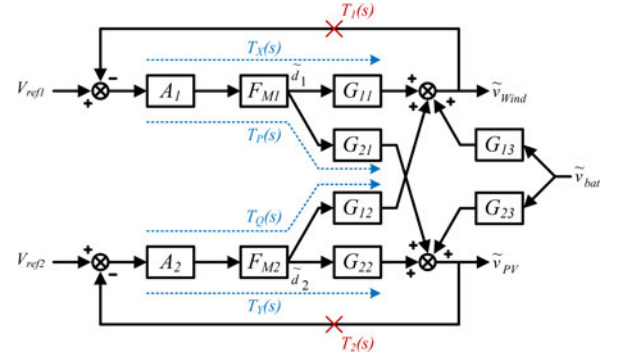 T1(s)
TX(s)
Vref1
A1
FM1
d̃1
G11
ṽWind
TP(s)
G21
G13
ṽbat
TQ(s)
G12
G23
Vref2
A2
FM2
d̃2
G22
ṽPV
TY(s)
T2(s)